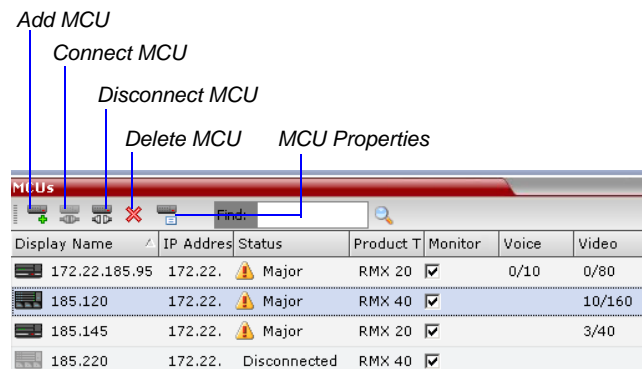 Add MCU
Connect MCU
Disconnect MCU
Delete MCU MCU Properties
MCUs
Find:
Display Name IP Addres Status Product T Monitor Voice Video
172.22.185.95 172.22. Major RMX 20 0/10 0/80
185.120 172.22. Major RMX 40 10/160
185.145 172.22. Major RMX 20 3/40
185.220 172.22. Disconnected RMX 40